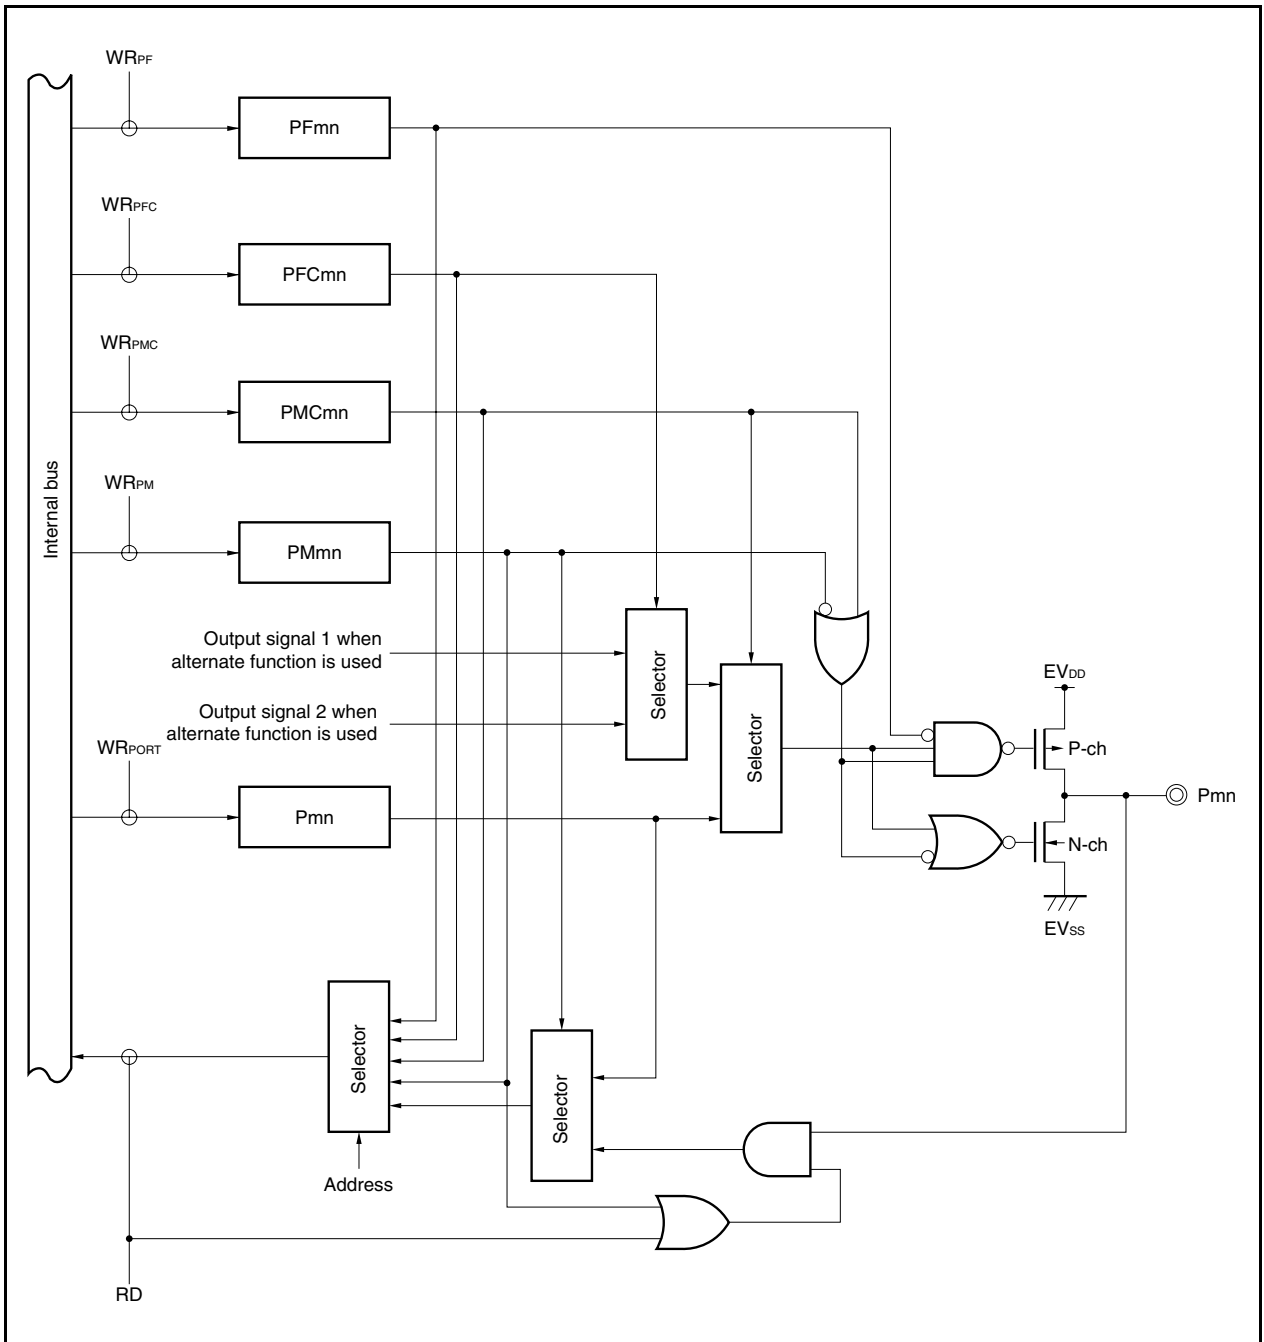 WRPF
PFmn
WRPFC
PFCmn
WRPMC
PMCmn
Internal bus
WRPM
PMmn
Output signal 1 when
alternate function is used
Output signal 2 when
alternate function is used
Selector
Selector
EVDD
P-ch
WRPORT
Pmn
Pmn
N-ch
EVSS
Selector
Selector
Address
RD